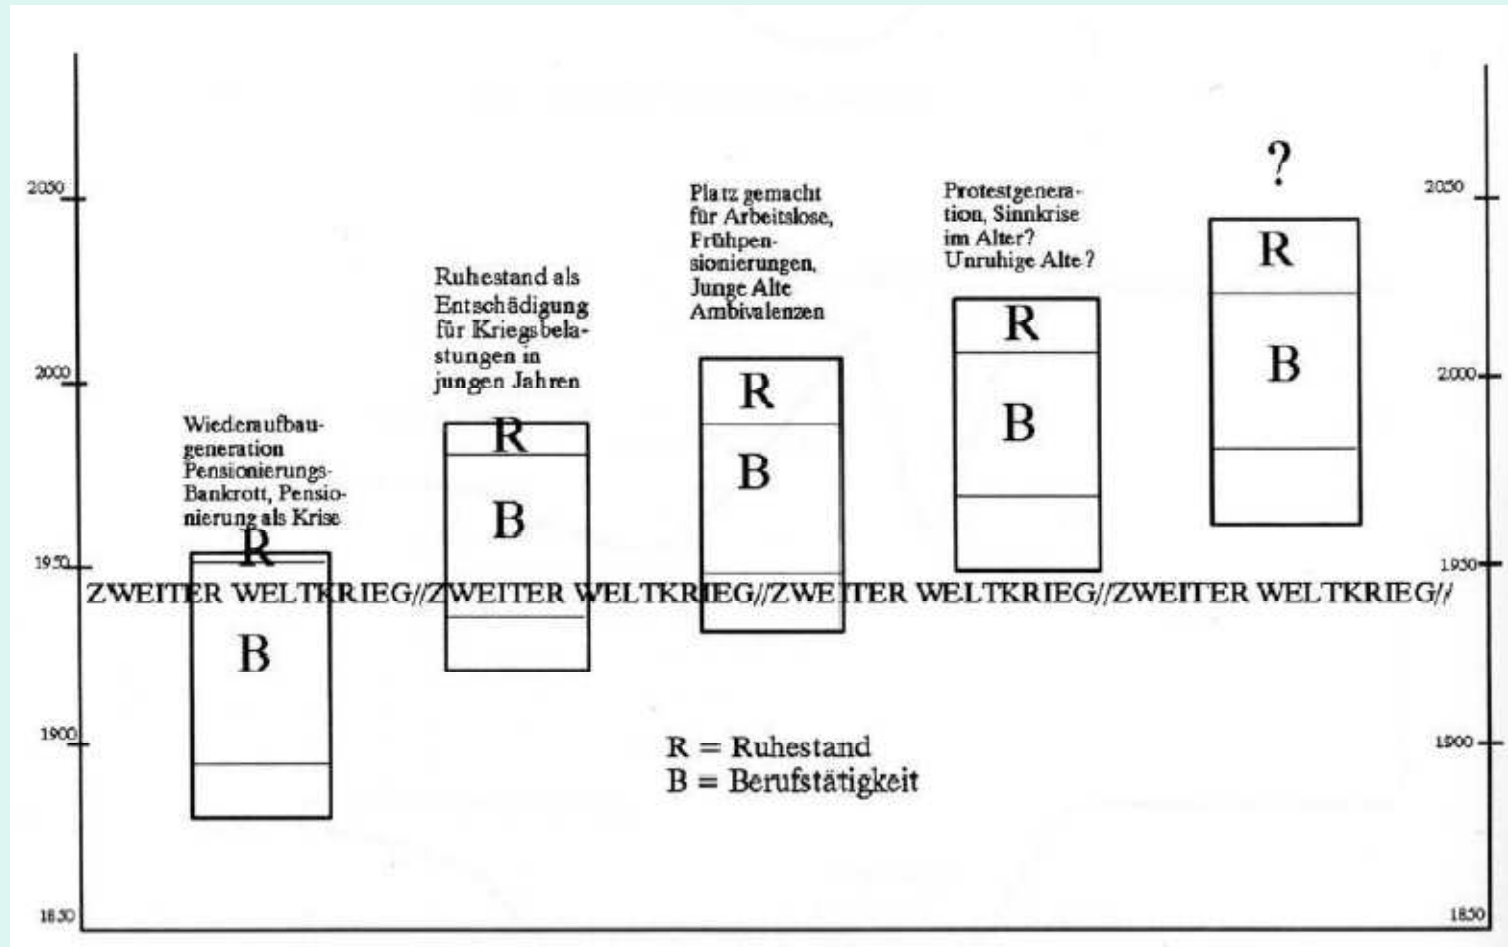 ?
2050
2050
Platz gemacht
für Arbeitslose,
Frühpen-
sionierungen,
Junge Alte
Ambivalenzen
Protestgenera-
tion, Sinnkrise
im Alter?
Unruhige Alte?
R
Ruhestand als
Entschädigung
für Kriegsbela-
stungen in
jungen Jahren
R
B
2000
2000
R
B
Wiederaufbau-
generation
Pensionierungs-
Bankrott, Pensio-
nierung als Krise
R
B
B
R
B
1950
1950
ZWEITER WELTKRIEG//ZWEITER WELTKRIEG//ZWEITER WELTKRIEG//ZWEITER WELTKRIEG//
B
1900
1900
R = Ruhestand
B = Berufstätigkeit
1850
1850